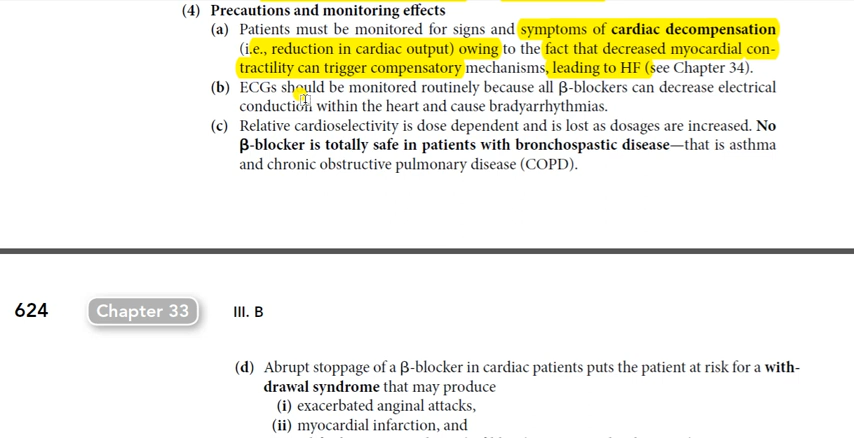 (4) Precautions and monitoring effects
(a) Patients must be monitored for signs and symptoms of cardiac decompensation
(i.e., reduction in cardiac output) owing to the fact that decreased myocardial con-
tractility can trigger compensatory mechanisms, leading to HF (see Chapter 34).
(b) ECGs should be monitored routinely because all β-blockers can decrease electrical
conduction within the heart and cause bradyarrhythmias.
(c) Relative cardioselectivity is dose dependent and is lost as dosages are increased. No
β-blocker is totally safe in patients with bronchospastic disease—that is asthma
and chronic obstructive pulmonary disease (COPD).
624 Chapter 33 III. B
(d) Abrupt stoppage of a β-blocker in cardiac patients puts the patient at risk for a with-
drawal syndrome that may produce
(i) exacerbated anginal attacks,
(ii) myocardial infarction, and